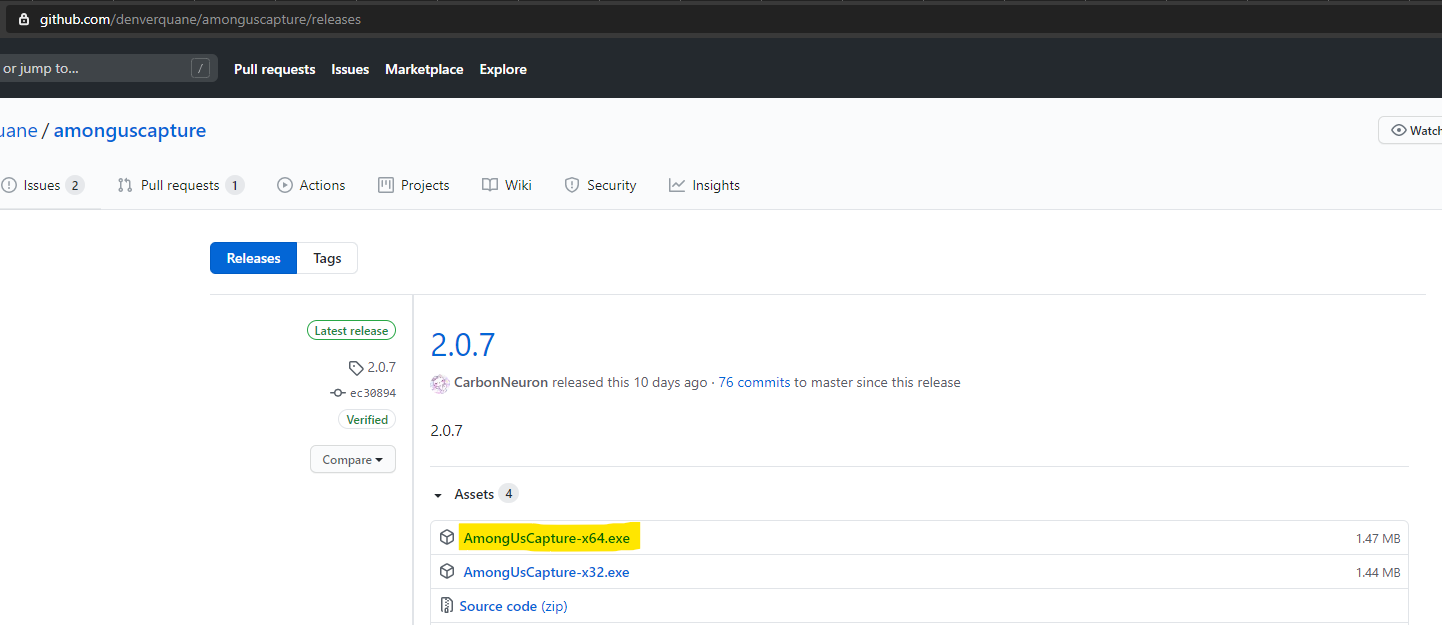 github.com/denverquane/amonguscapture/releases
or jump to... /
Pull requests Issues Marketplace Explore
uane / amonguscapture
Watch
Issues 2 Pull requests 1 Actions Projects Wiki Security Insights
Releases Tags
Latest release
2.0.7
ec30894
Verified
Compare
2.0.7
CarbonNeuron released this 10 days ago · 76 commits to master since this release
2.0.7
Assets 4
AmongUsCapture-x64.exe 1.47 MB
AmongUsCapture-x32.exe 1.44 MB
Source code (zip)